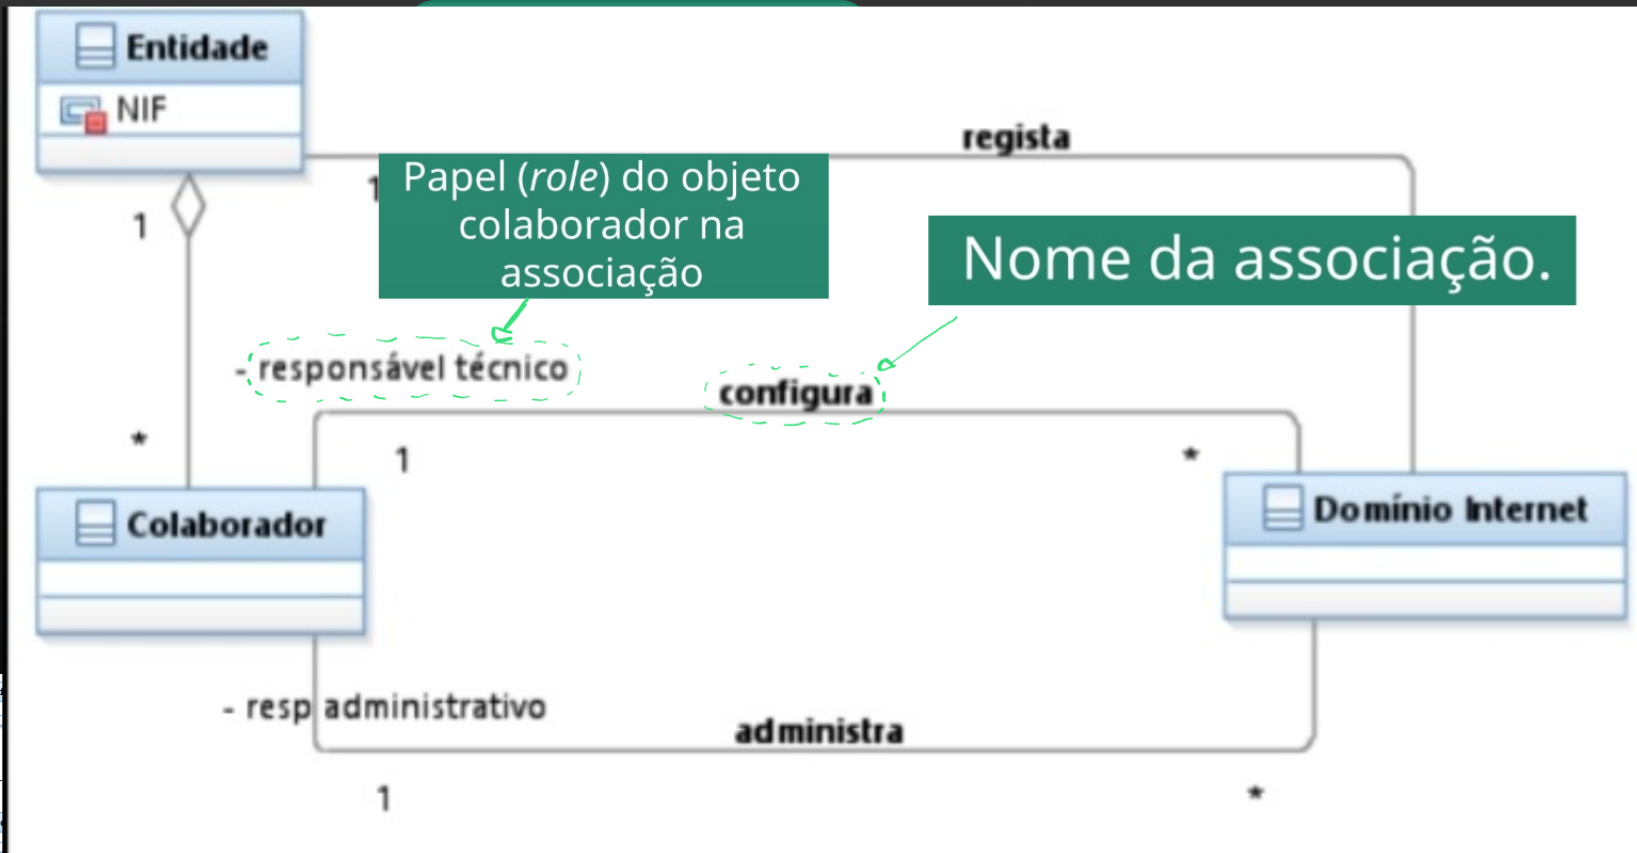 Entidade
NIF
regista
1
Papel (role) do objeto
colaborador na
associação
1
Nome da associação.
- responsável técnico
configura
*
1
*
Colaborador
Domínio Internet
- resp administrativo
administra
1
*